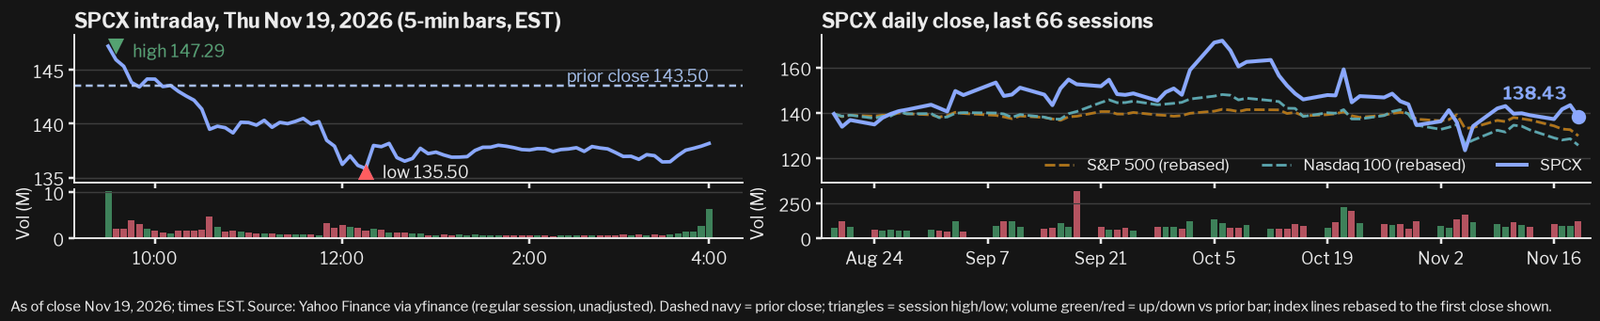 SPCX intraday, Thu Nov 19, 2026 (5-min bars, EST)
high 147.29
prior close 143.50
low 135.50
145
140
135
Vol (M)
10
0
10:00
12:00
2:00
4:00
SPCX daily close, last 66 sessions
160
140
120
138.43
S&P 500 (rebased)
Nasdaq 100 (rebased)
SPCX
Vol (M)
250
0
Aug 24
Sep 7
Sep 21
Oct 5
Oct 19
Nov 2
Nov 16
As of close Nov 19, 2026; times EST. Source: Yahoo Finance via yfinance (regular session, unadjusted). Dashed navy = prior close; triangles = session high/low; volume green/red = up/down vs prior bar; index lines rebased to the first close shown.